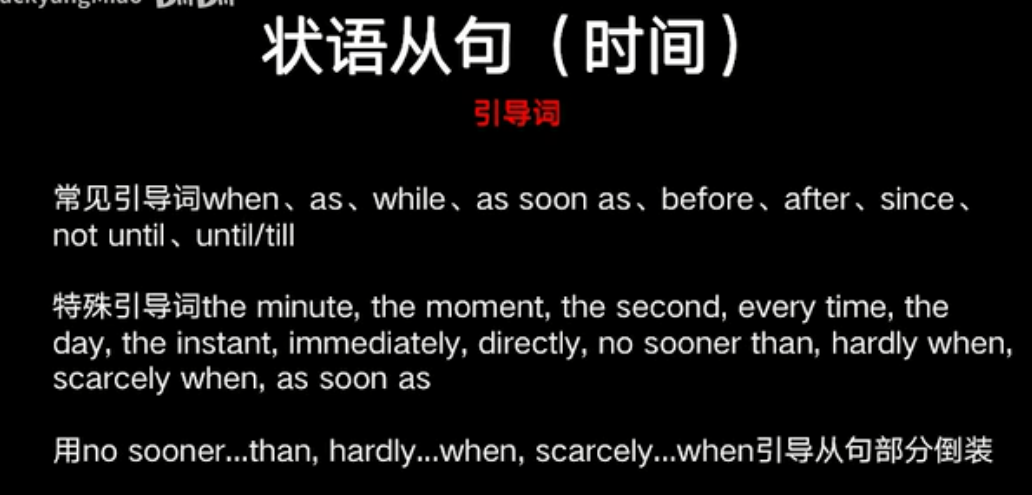 状语从句（时间）
引导词
常见引导词when、as、while、as soon as、before、after、since、
not until、until/till
特殊引导词the minute, the moment, the second, every time, the
day, the instant, immediately, directly, no sooner than, hardly when,
scarcely when, as soon as
用no sooner...than, hardly...when, scarcely...when引导从句部分倒装